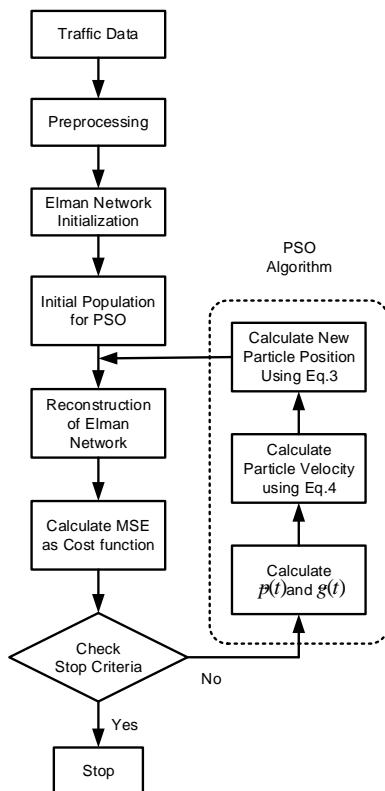 Traffic Data
Preprocessing
Elman Network
Initialization
Initial Population
for PSO
Reconstruction
of Elman
Network
Calculate MSE
as Cost function
Check
Stop Criteria
Yes
Stop
No
PSO
Algorithm
Calculate New
Particle Position
Using Eq.3
Calculate
Particle Velocity
using Eq.4
Calculate
p(t)and g(t)